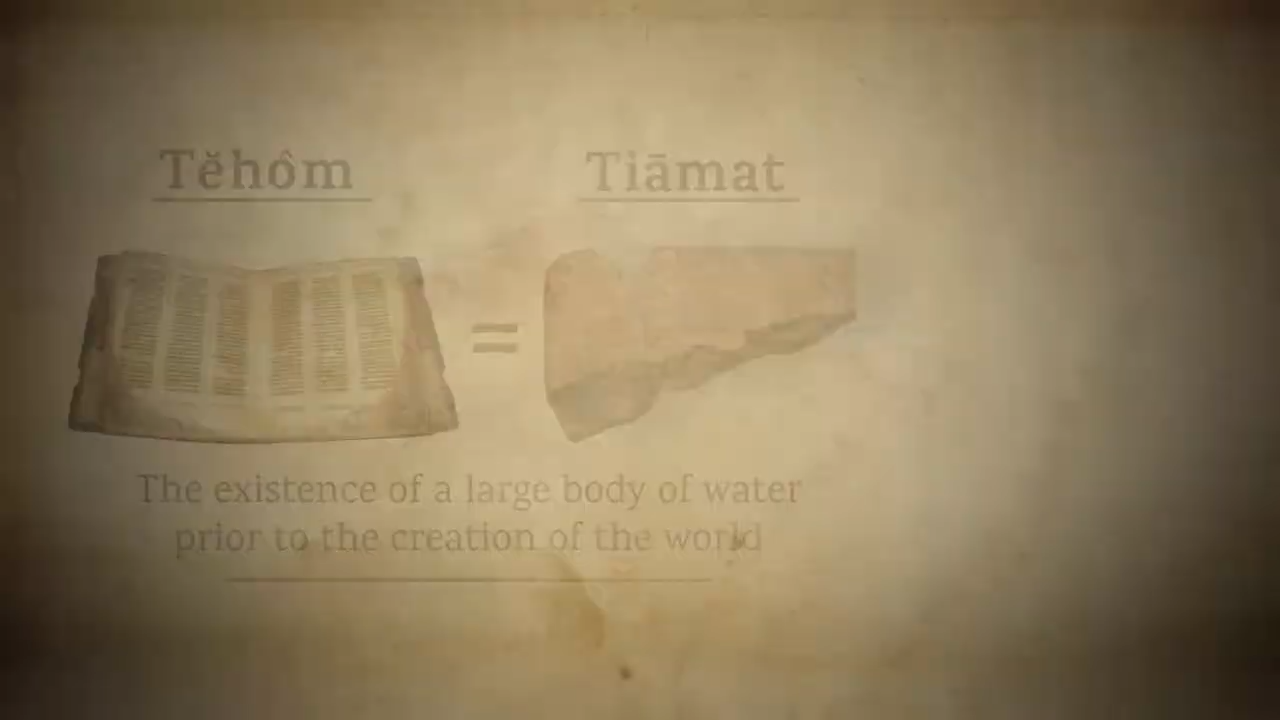 Tĕhôm
Tiāmat
=
The existence of a large body of water
prior to the creation of the world